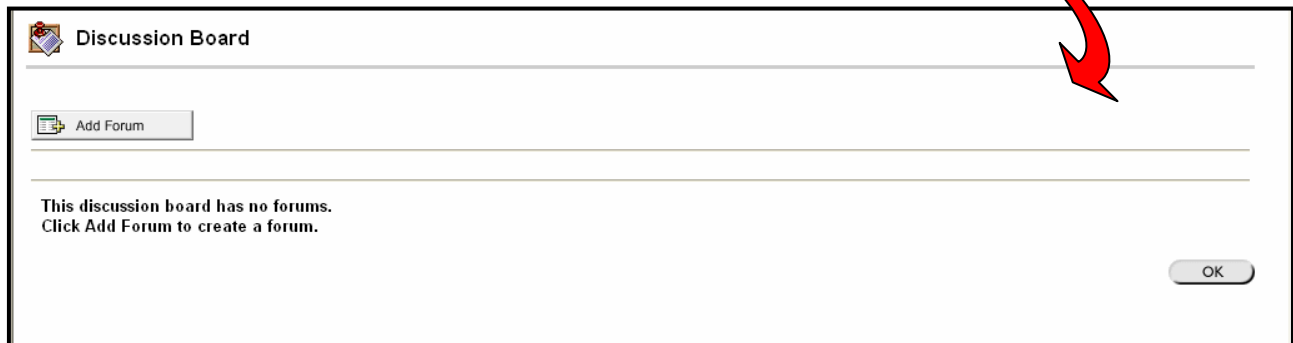 Discussion Board
Add Forum
This discussion board has no forums.
Click Add Forum to create a forum.
OK